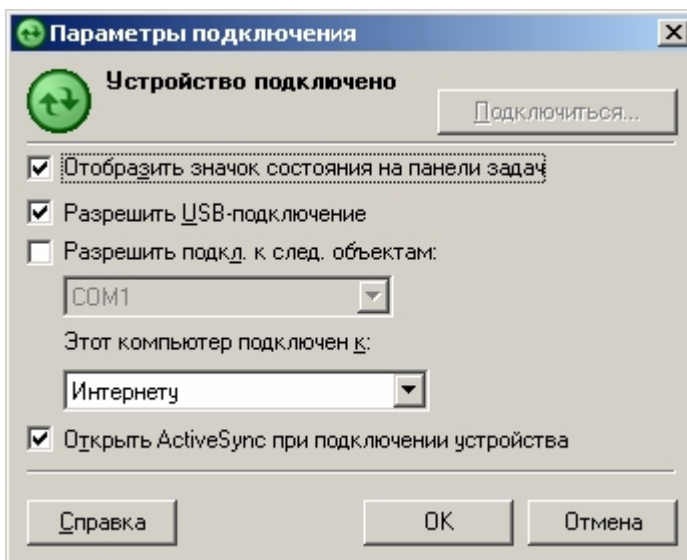 Параметры подключения
Устройство подключено
Подключиться...
Отобразить значок состояния на панели задач
Разрешить USB-подключение
Разрешить подкл. к след. объектам:
COM1
Этот компьютер подключен к:
Интернету
Открыть ActiveSync при подключении устройства
Справка
OK
Отмена